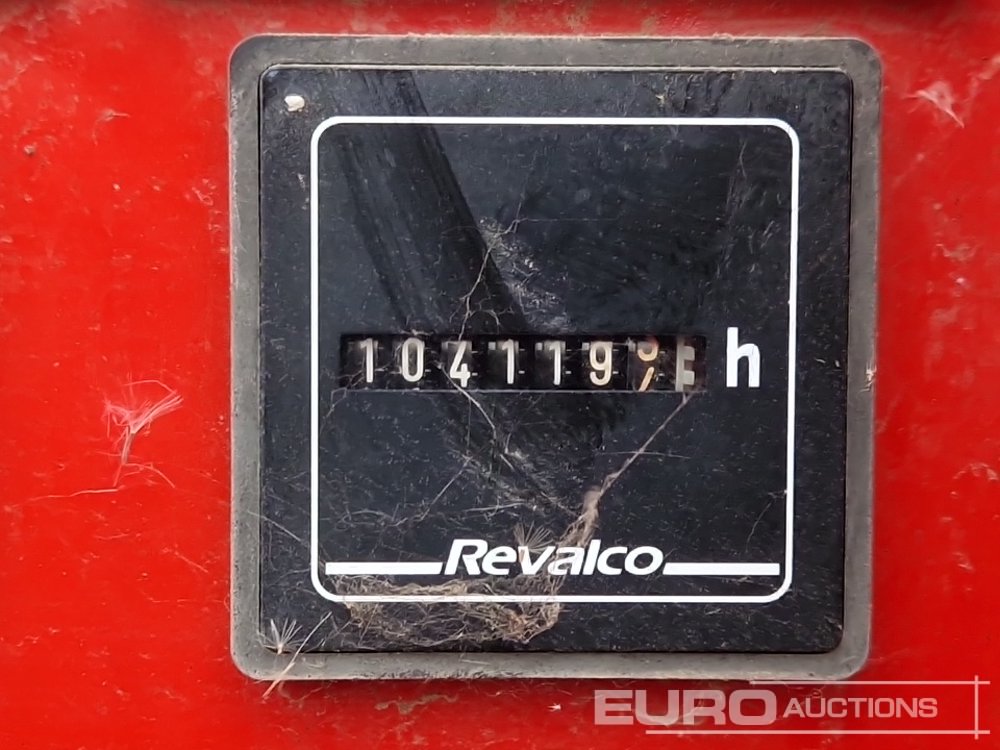 104119 h
Revalco
EURO AUCTIONS